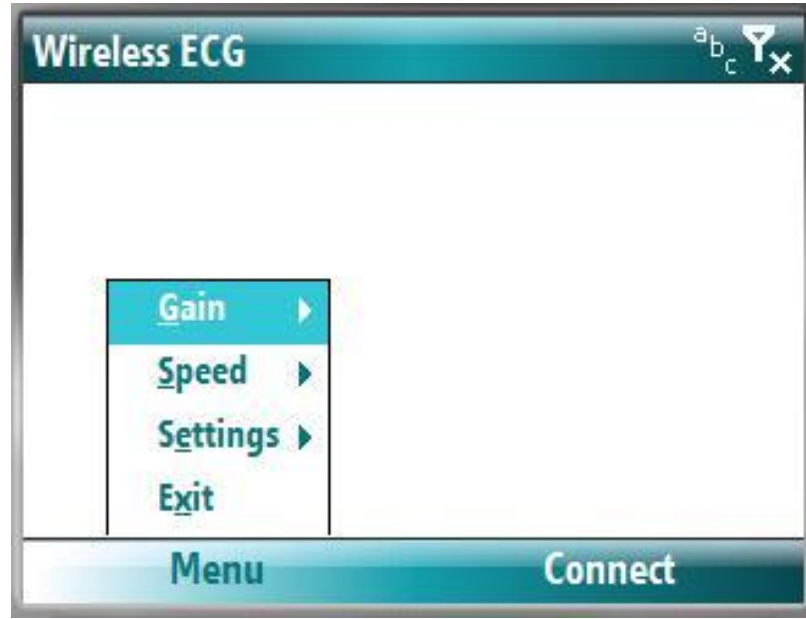 Wireless ECG abc
Gain
Speed
Settings
Exit
Menu Connect